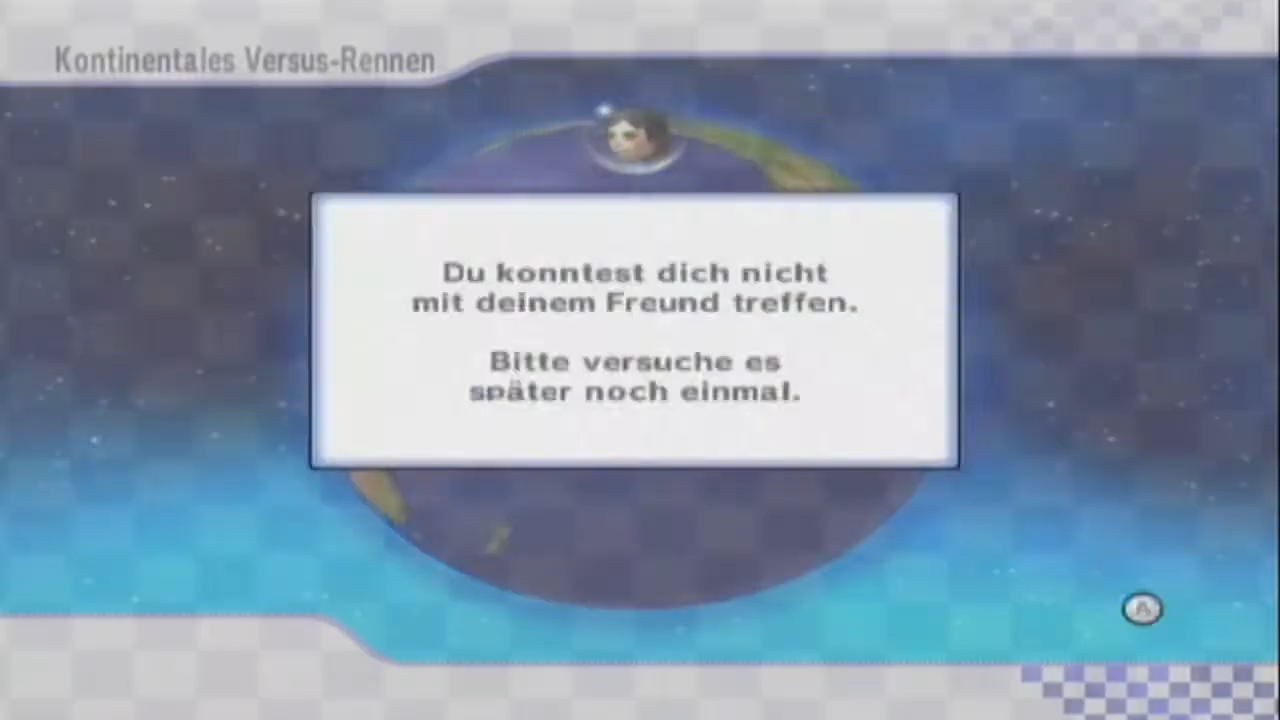 Kontinentales Versus-Rennen
Du konntest dich nicht
mit deinem Freund treffen.
Bitte versuche es
später noch einmal.
A